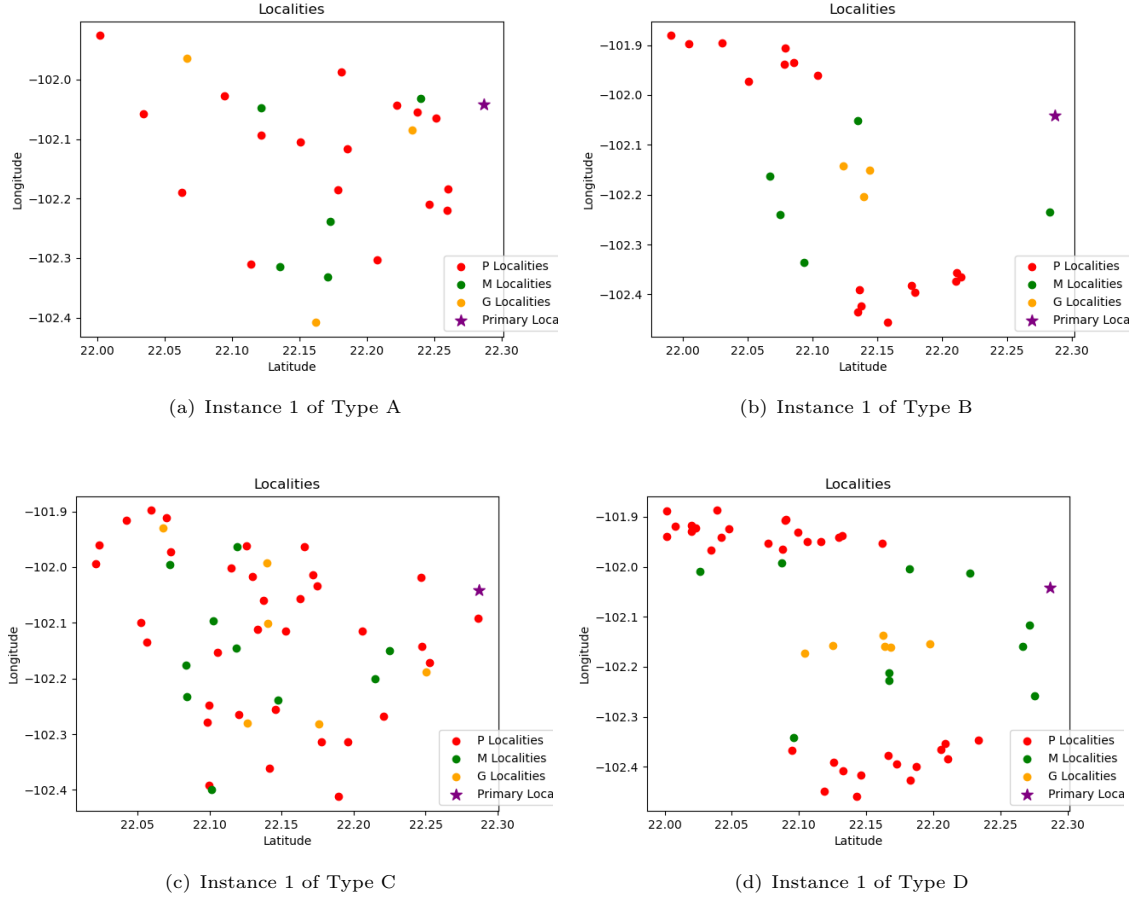 Localities
−102.0
−102.1
−102.2
−102.3
−102.4
Longitude
22.00 22.05 22.10 22.15 22.20 22.25 22.30
Latitude
P Localities
M Localities
G Localities
Primary Loca
(a) Instance 1 of Type A
Localities
−101.9
−102.0
−102.1
−102.2
−102.3
−102.4
Longitude
22.00 22.05 22.10 22.15 22.20 22.25 22.30
Latitude
P Localities
M Localities
G Localities
Primary Loca
(b) Instance 1 of Type B
Localities
−101.9
−102.0
−102.1
−102.2
−102.3
−102.4
Longitude
22.05 22.10 22.15 22.20 22.25 22.30
Latitude
P Localities
M Localities
G Localities
Primary Loca
(c) Instance 1 of Type C
Localities
−101.9
−102.0
−102.1
−102.2
−102.3
−102.4
Longitude
22.00 22.05 22.10 22.15 22.20 22.25 22.30
Latitude
P Localities
M Localities
G Localities
Primary Loca
(d) Instance 1 of Type D